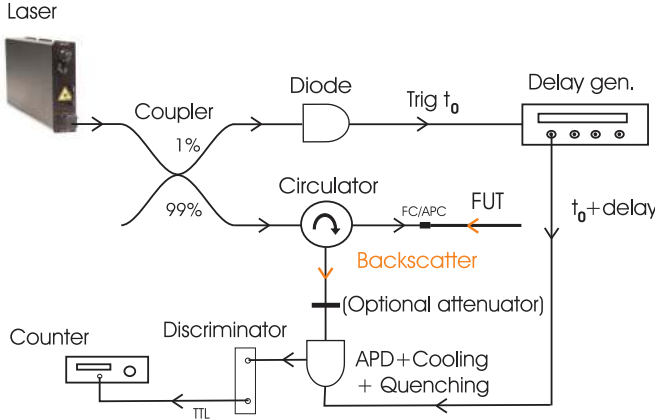 Laser
Diode
Delay gen.
Trig t0
Coupler
1%
Circulator
99%
FC/APC
FUT
t0+delay
Backscatter
(Optional attenuator)
Counter
Discriminator
APD+Cooling
+ Quenching
TTL